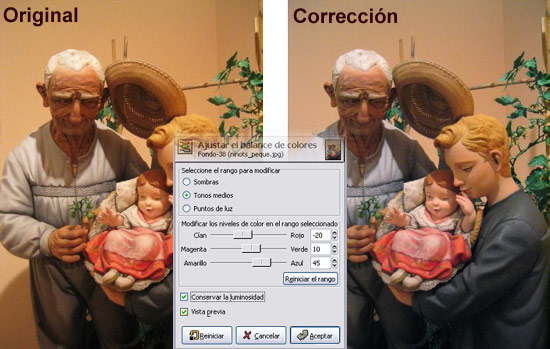 Original
Corrección
Ajustar el balance de colores
Fondo-38 (ninots_peque.jpg)
Seleccione el rango para modificar
Sombras
Tonos medios
Puntos de luz
Modificar los niveles de color en el rango seleccionado
Cían Rojo -20
Magenta Verde 10
Amarillo Azul 45
Reiniciar el rango
Conservar la luminosidad
Vista previa
Reiniciar Cancelar Aceptar